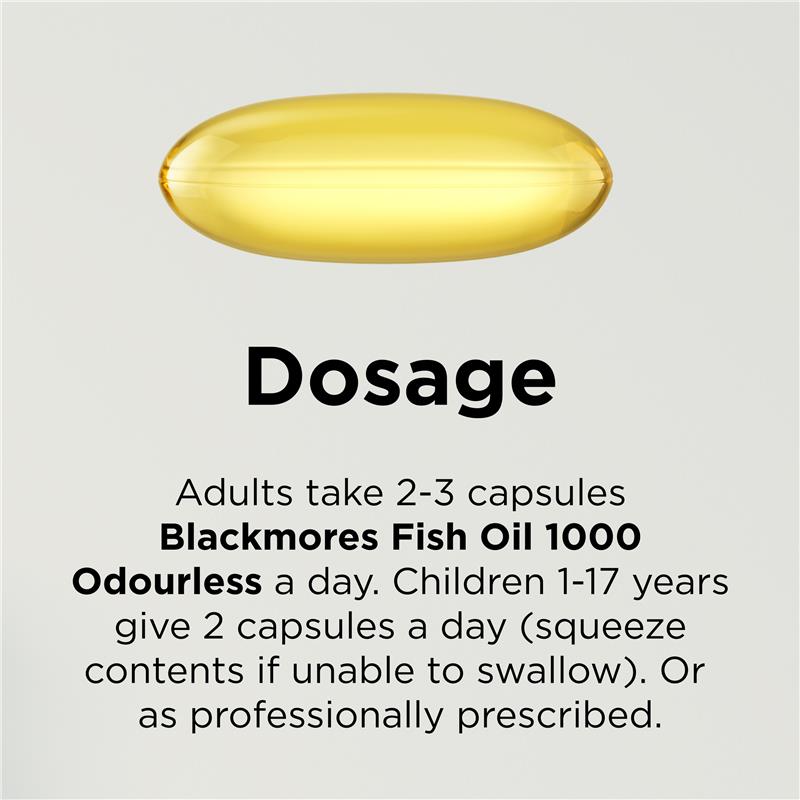 Dosage
Adults take 2-3 capsules
Blackmores Fish Oil 1000
Odourless a day. Children 1-17 years
give 2 capsules a day (squeeze
contents if unable to swallow). Or
as professionally prescribed.